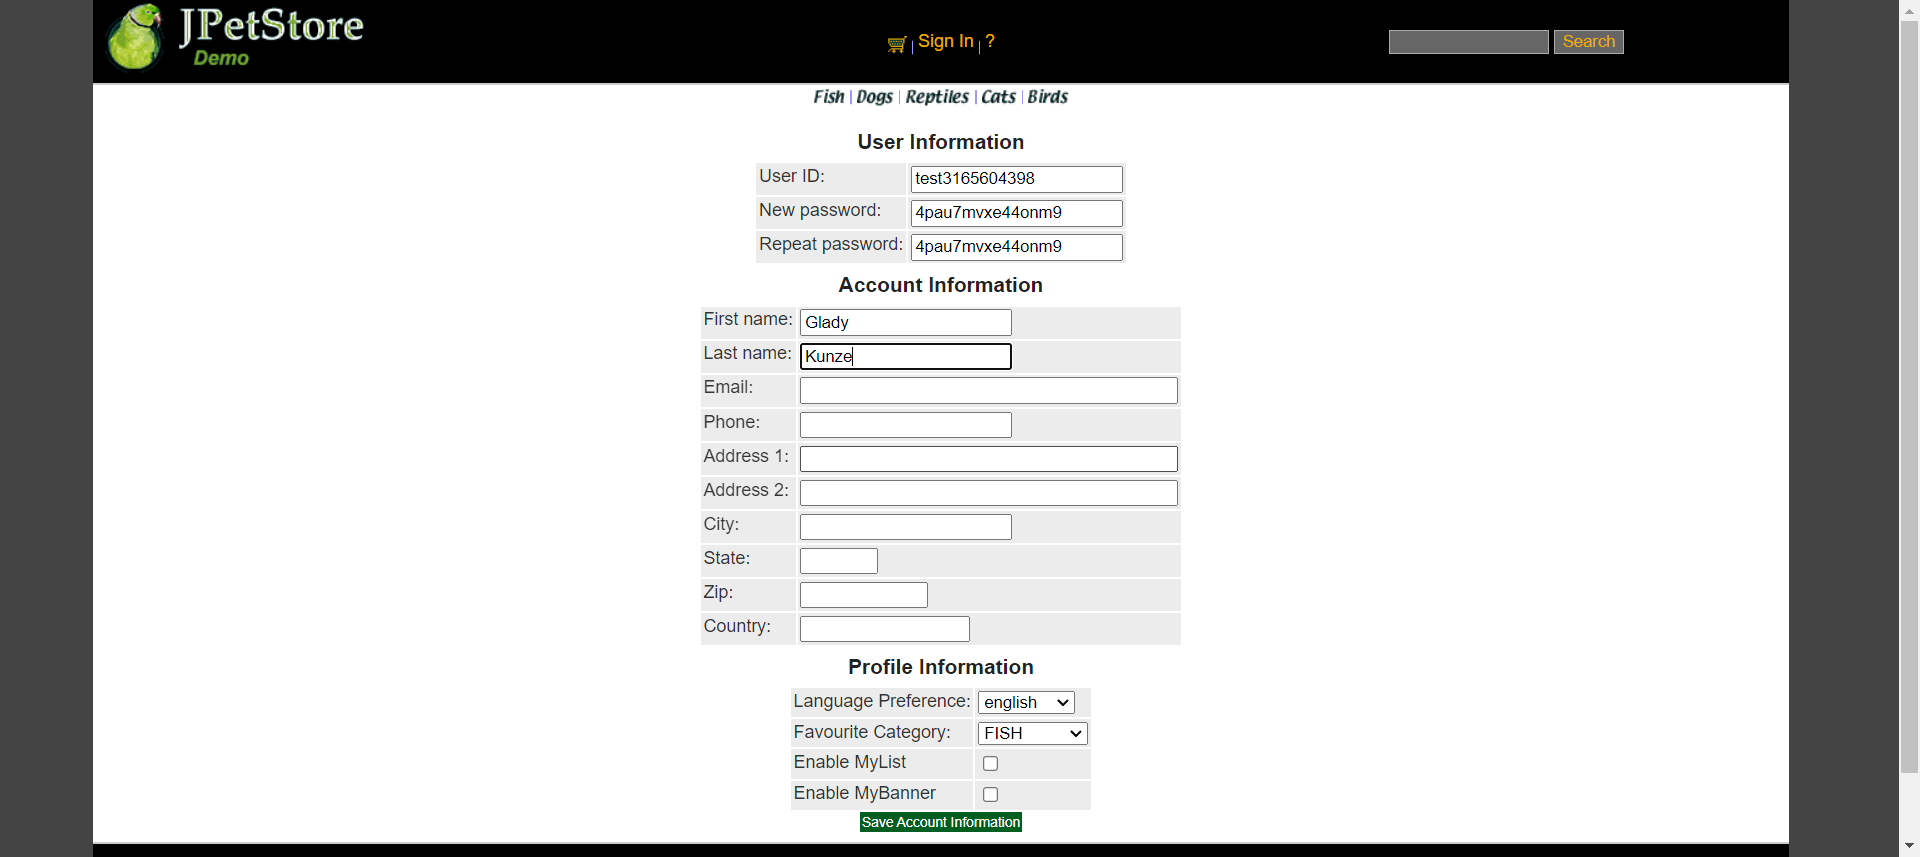 JPetStore
Demo
Sign In | ?
Search
Fish | Dogs | Reptiles | Cats | Birds
User Information
User ID: test3165604398
New password: 4pau7mvxe44onm9
Repeat password: 4pau7mvxe44onm9
Account Information
First name: Glady
Last name: Kunze
Email:
Phone:
Address 1:
Address 2:
City:
State:
Zip:
Country:
Profile Information
Language Preference: english
Favourite Category: FISH
Enable MyList
Enable MyBanner
Save Account Information